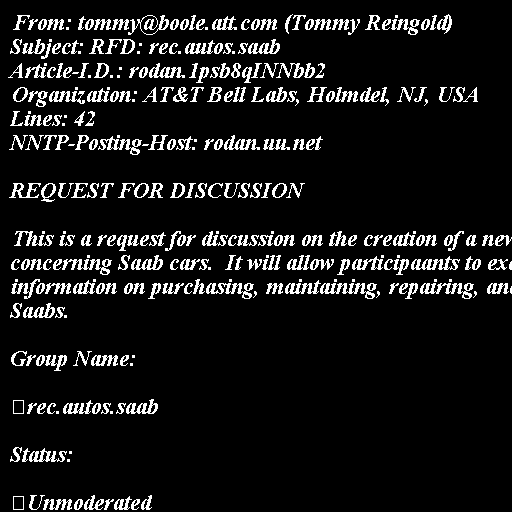 From: tommy@boole.att.com (Tommy Reingold)
Subject: RFD: rec.autos.saab
Article-I.D.: rodan.1psb8qINNbb2
Organization: AT&T Bell Labs, Holmdel, NJ, USA
Lines: 42
NNTP-Posting-Host: rodan.uu.net
REQUEST FOR DISCUSSION
This is a request for discussion on the creation of a new
concerning Saab cars.  It will allow participaants to exc
information on purchasing, maintaining, repairing, and
Saabs.
Group Name:
rec.autos.saab
Status:
Unmoderated